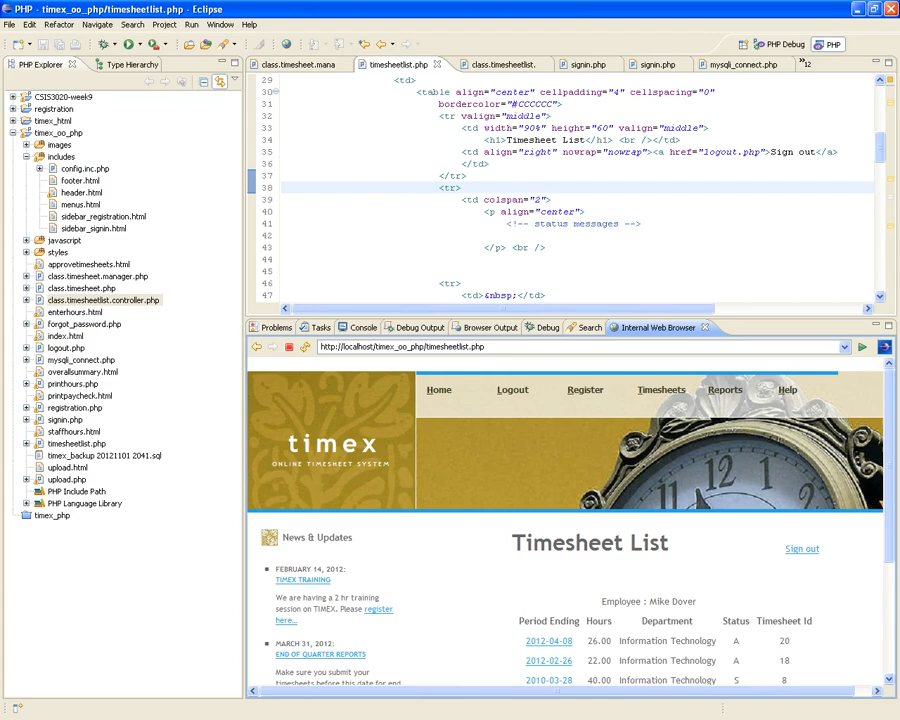 PHP - timex_oo_php/timesheetlist.php - Eclipse
File Edit Refactor Navigate Search Project Run Window Help
PHP Debug PHP
PHP Explorer
Type Hierarchy
CSIS3020-week9
registration
timex_html
timex_oo_php
images
includes
config.inc.php
footer.html
header.html
menus.html
sidebar_registration.html
sidebar_signin.html
javascript
styles
approvetimesheets.html
class.timesheet.manager.php
class.timesheet.php
class.timesheetlist.controller.php
enterhours.html
forgot_password.php
index.html
logout.php
mysqli_connect.php
overallsummary.html
printhours.php
printpaycheck.html
registration.php
signin.php
staffhours.html
timesheetlist.php
timex_backup 20121101 2041.sql
upload.html
upload.php
PHP Include Path
PHP Language Library
timex_php
class.timesheet.mana timesheetlist.php class.timesheetlist. signin.php signin.php mysqli_connect.php »12
29 <td>
30 <table align="center" cellpadding="4" cellspacing="0"
31 bordercolor="#CCCCCC">
32 <tr valign="middle">
33 <td width="90%" height="60" valign="middle">
34 <h1>Timesheet List</h1> <br /></td>
35 <td align="right" nowrap="nowrap"><a href="logout.php">Sign out</a>
36 </td>
37 </tr>
38 <tr>
39 <td colspan="2">
40 <p align="center">
41 <!-- status messages -->
42
43 </p> <br />
44
45
46 <tr>
47 <td>&nbsp;</td>
Problems Tasks Console Debug Output Browser Output Debug Search Internal Web Browser
http://localhost/timex_oo_php/timesheetlist.php
Home Logout Register Timesheets Reports Help
timex
ONLINE TIMESHEET SYSTEM
11 12 1
News & Updates
FEBRUARY 14, 2012:
TIMEX TRAINING
We are having a 2 hr training
session on TIMEX. Please register
here...
MARCH 31, 2012:
END OF QUARTER REPORTS
Make sure you submit your
timesheets before this date for end
Timesheet List
Sign out
Employee : Mike Dover
Period Ending Hours Department Status Timesheet Id
2012-04-08 26.00 Information Technology A 20
2012-02-26 22.00 Information Technology A 18
2010-03-28 40.00 Information Technology S 8